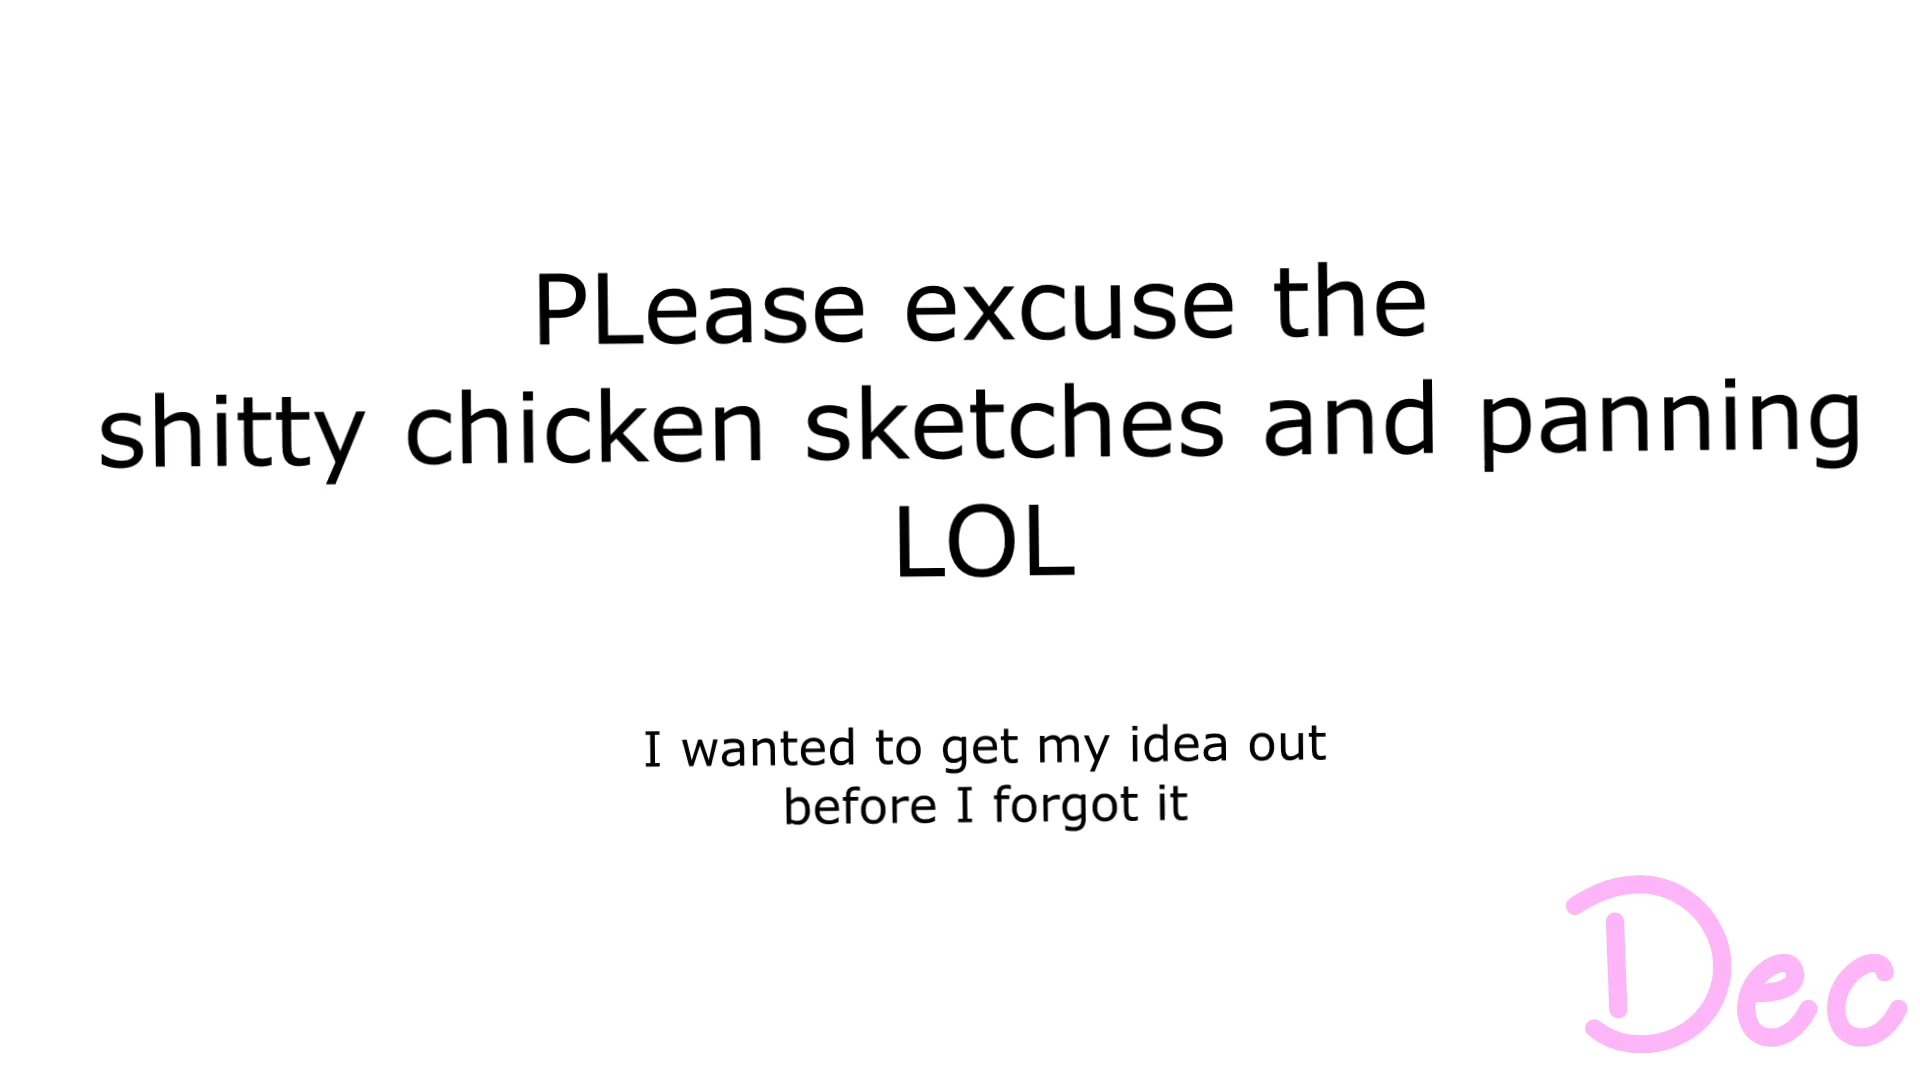 PLease excuse the
shitty chicken sketches and panning
LOL
I wanted to get my idea out
before I forgot it
Dec